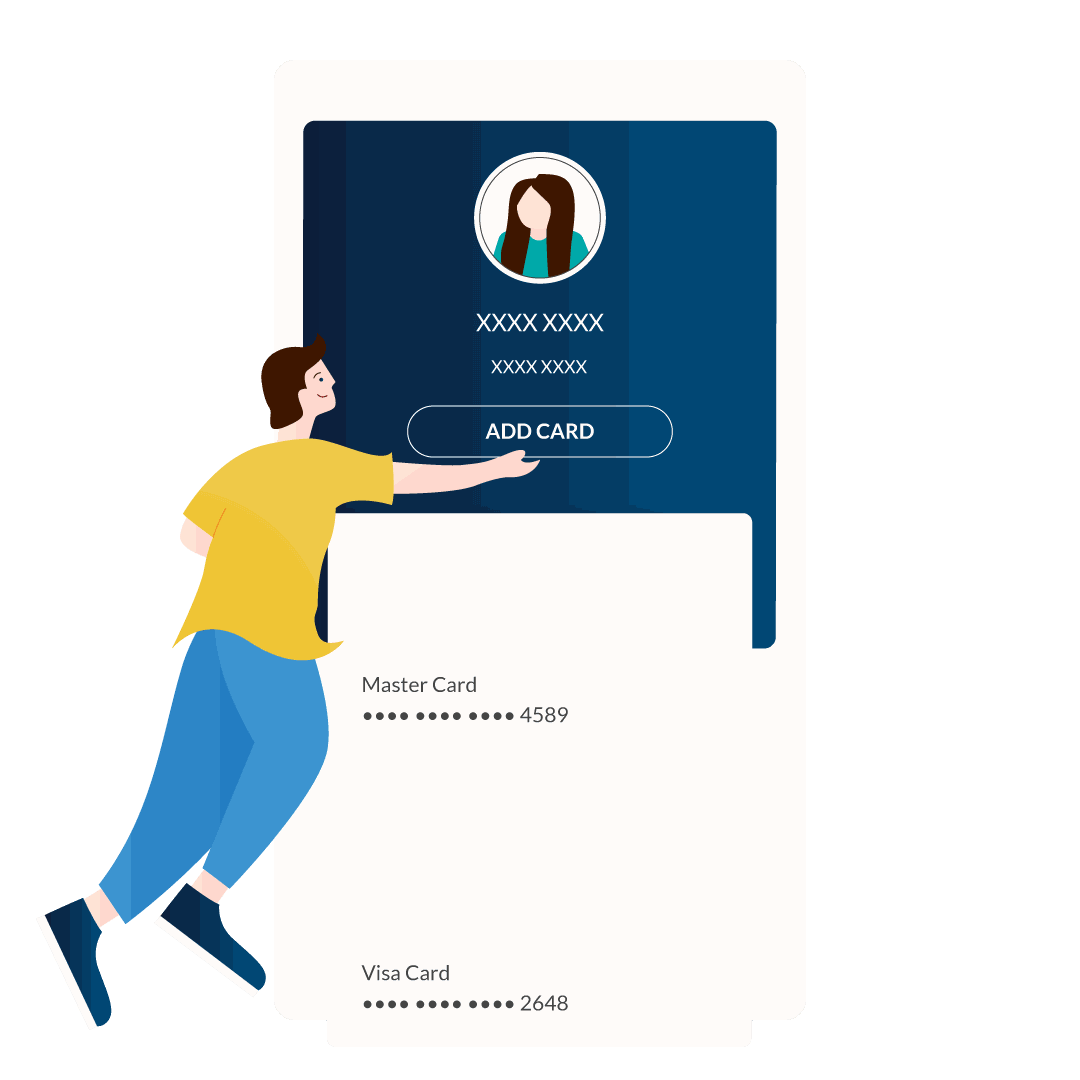 XXXX XXXX
XXXX XXXX
ADD CARD
Master Card
•••• •••• •••• 4589
Visa Card
•••• •••• •••• 2648